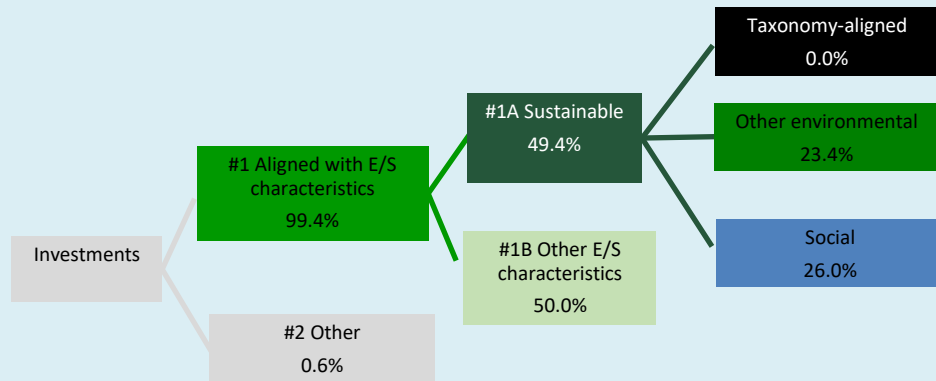 Investments
#1 Aligned with E/S
characteristics
99.4%
#2 Other
0.6%
#1A Sustainable
49.4%
#1B Other E/S
characteristics
50.0%
Taxonomy-aligned
0.0%
Other environmental
23.4%
Social
26.0%